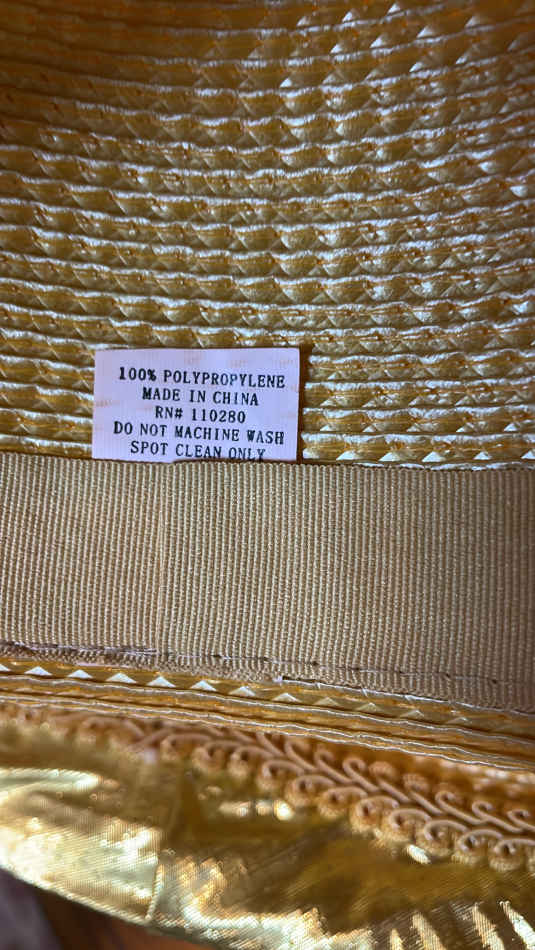 100% POLYPROPYLENE
MADE IN CHINA
RN# 110280
DO NOT MACHINE WASH
SPOT CLEAN ONLY